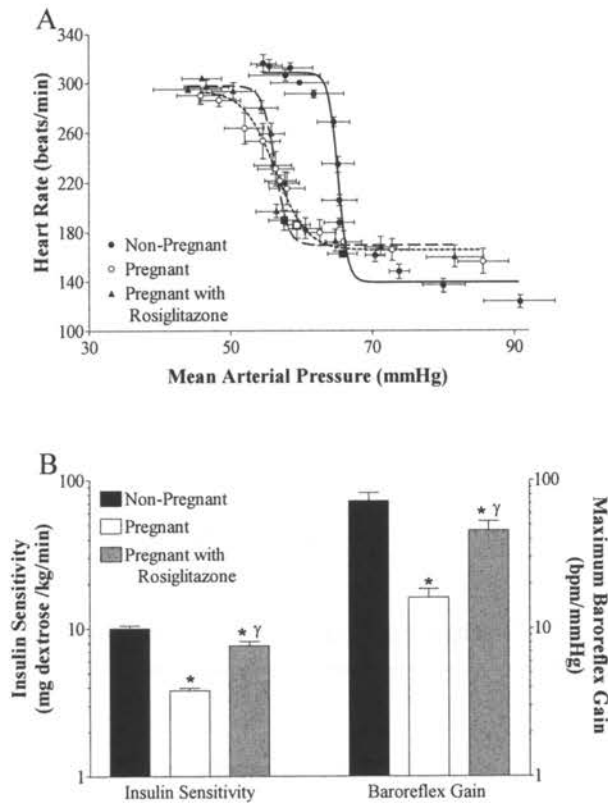 A
340
300
260
220
180
140
100
Heart Rate (beats/min)
Non-Pregnant
Pregnant
Pregnant with
Rosiglitazone
30
50
70
90
Mean Arterial Pressure (mmHg)
B
100
10
1
Insulin Sensitivity
(mg dextrose /kg/min)
Non-Pregnant
Pregnant
Pregnant with
Rosiglitazone
*
* γ
*
* γ
100
10
1
Maximum Baroreflex
Gain
(bpm/mmHg)
Insulin Sensitivity
Baroreflex Gain